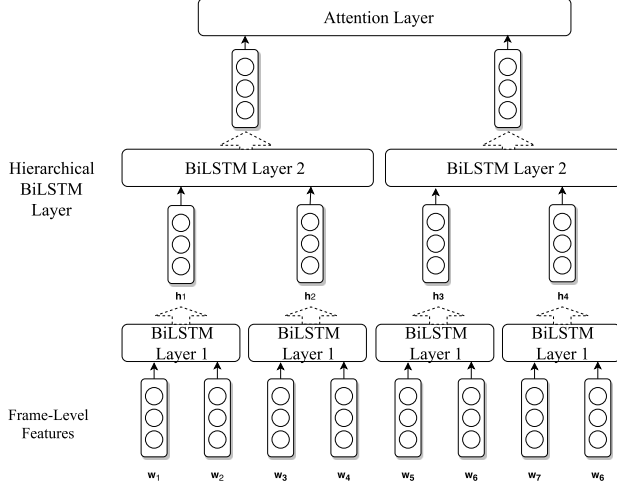 Attention Layer
BiLSTM Layer 2 BiLSTM Layer 2
Hierarchical
BiLSTM
Layer
h1 h2 h3 h4
BiLSTM BiLSTM BiLSTM BiLSTM
Layer 1 Layer 1 Layer 1 Layer 1
Frame-Level
Features
w1 w2 w3 w4 w5 w6 w7 w6